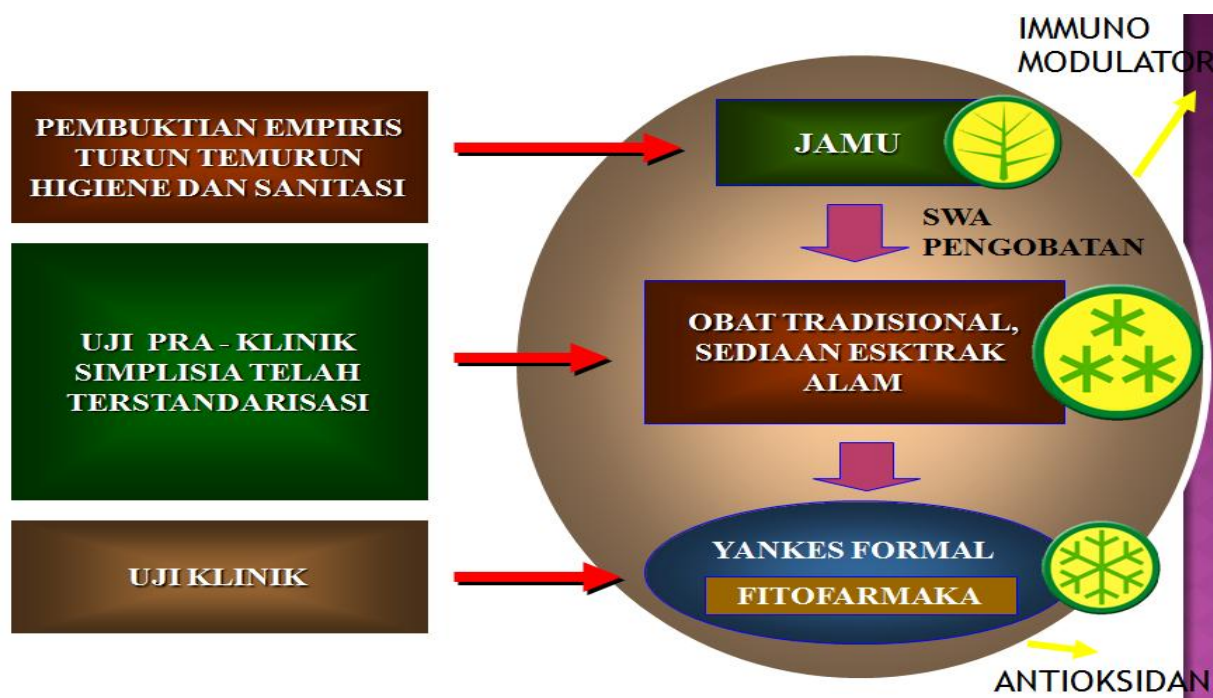 IMMUNO
MODULATOR
PEMBUKTIAN EMPIRIS
TURUN TEMURUN
HIGIENE DAN SANITASI
JAMU
SWA
PENGOBATAN
UJI PRA - KLINIK
SIMPLISIA TELAH
TERSTANDARISASI
OBAT TRADISIONAL,
SEDIAAN ESKTRAK
ALAM
UJI KLINIK
YANKES FORMAL
FITOFARMAKA
ANTIOKSIDAN